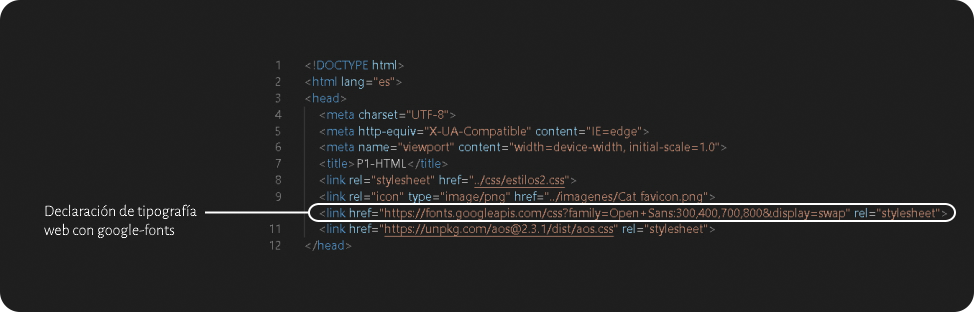 1 <!DOCTYPE html>
2 <html lang="es">
3 <head>
4 <meta charset="UTF-8">
5 <meta http-equiv="X-UA-Compatible" content="IE=edge">
6 <meta name="viewport" content="width=device-width, initial-scale=1.0">
7 <title>P1-HTML</title>
8 <link rel="stylesheet" href="../css/estilos2.css">
9 <link rel="icon" type="image/png" href="../imagenes/Cat favicon.png">
Declaración de tipografía
web con google-fonts
<link href="https://fonts.googleapis.com/css?family=Open+Sans:300,400,700,800&display=swap" rel="stylesheet">
11 <link href="https://unpkg.com/aos@2.3.1/dist/aos.css" rel="stylesheet">
12 </head>